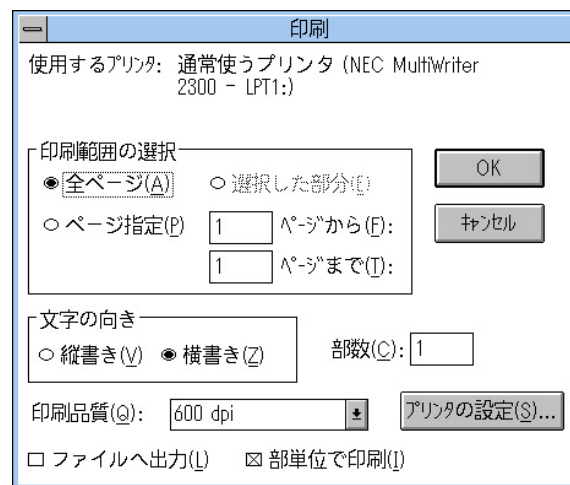 印刷
使用するﾌﾟﾘﾝﾀ: 通常使うプリンタ (NEC MultiWriter
2300 - LPT1:)
印刷範囲の選択
全ページ(A) 選択した部分(E)
OK
ページ指定(P) 1 ﾍﾟｰｼﾞから(F):
ｷｬﾝｾﾙ
1 ﾍﾟｰｼﾞまで(T):
文字の向き
縦書き(V) 横書き(Z)
部数(C): 1
印刷品質(Q): 600 dpi
ﾌﾟﾘﾝﾀの設定(S)...
ファイルへ出力(L) 部単位で印刷(I)